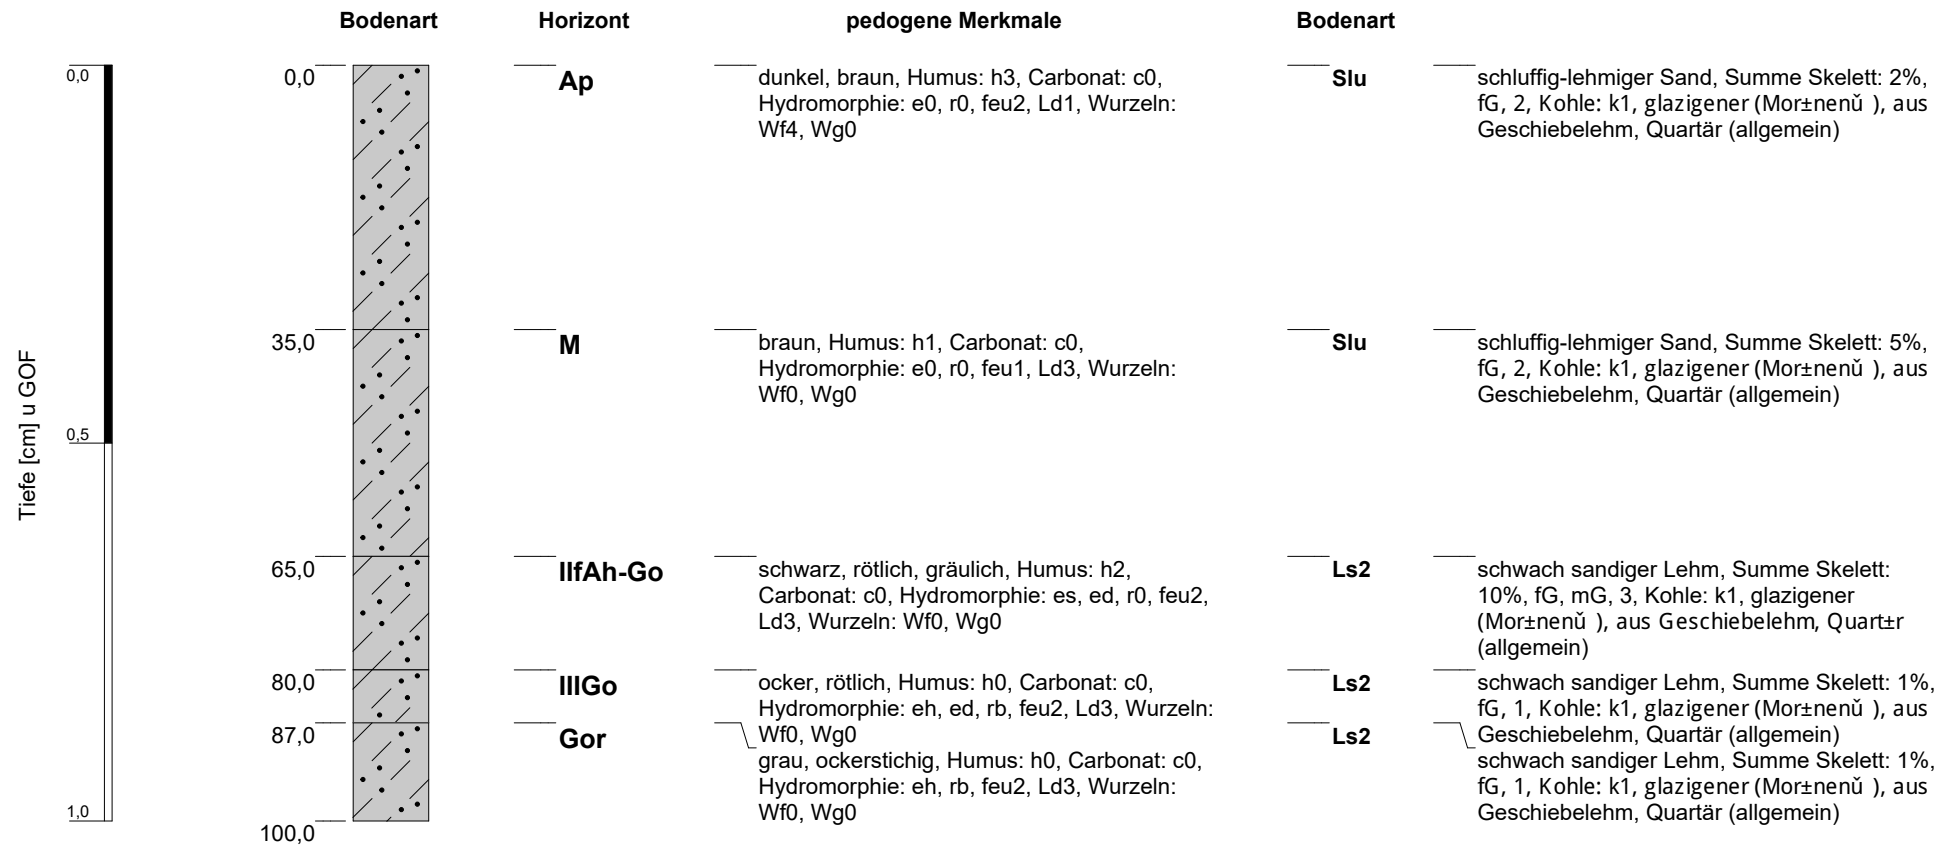 Bodenart Horizont pedogene Merkmale Bodenart
Tiefe [cm] u GOF
0,0
0,5
1,0
0,0
Ap
dunkel, braun, Humus: h3, Carbonat: c0,
Hydromorphie: e0, r0, feu2, Ld1, Wurzeln:
Wf4, Wg0
Slu
schluffig-lehmiger Sand, Summe Skelett: 2%,
fG, 2, Kohle: k1, glazigener (Mor±nenǔ ), aus
Geschiebelehm, Quartär (allgemein)
35,0
M
braun, Humus: h1, Carbonat: c0,
Hydromorphie: e0, r0, feu1, Ld3, Wurzeln:
Wf0, Wg0
Slu
schluffig-lehmiger Sand, Summe Skelett: 5%,
fG, 2, Kohle: k1, glazigener (Mor±nenǔ ), aus
Geschiebelehm, Quartär (allgemein)
65,0
IIfAh-Go
schwarz, rötlich, gräulich, Humus: h2,
Carbonat: c0, Hydromorphie: es, ed, r0, feu2,
Ld3, Wurzeln: Wf0, Wg0
Ls2
schwach sandiger Lehm, Summe Skelett:
10%, fG, mG, 3, Kohle: k1, glazigener
(Mor±nenǔ ), aus Geschiebelehm, Quart±r
(allgemein)
80,0
IIIGo
ocker, rötlich, Humus: h0, Carbonat: c0,
Hydromorphie: eh, ed, rb, feu2, Ld3, Wurzeln:
Wf0, Wg0
Ls2
schwach sandiger Lehm, Summe Skelett: 1%,
fG, 1, Kohle: k1, glazigener (Mor±nenǔ ), aus
Geschiebelehm, Quartär (allgemein)
87,0
Gor
grau, ockerstichig, Humus: h0, Carbonat: c0,
Hydromorphie: eh, rb, feu2, Ld3, Wurzeln:
Wf0, Wg0
Ls2
schwach sandiger Lehm, Summe Skelett: 1%,
fG, 1, Kohle: k1, glazigener (Mor±nenǔ ), aus
Geschiebelehm, Quartär (allgemein)
100,0